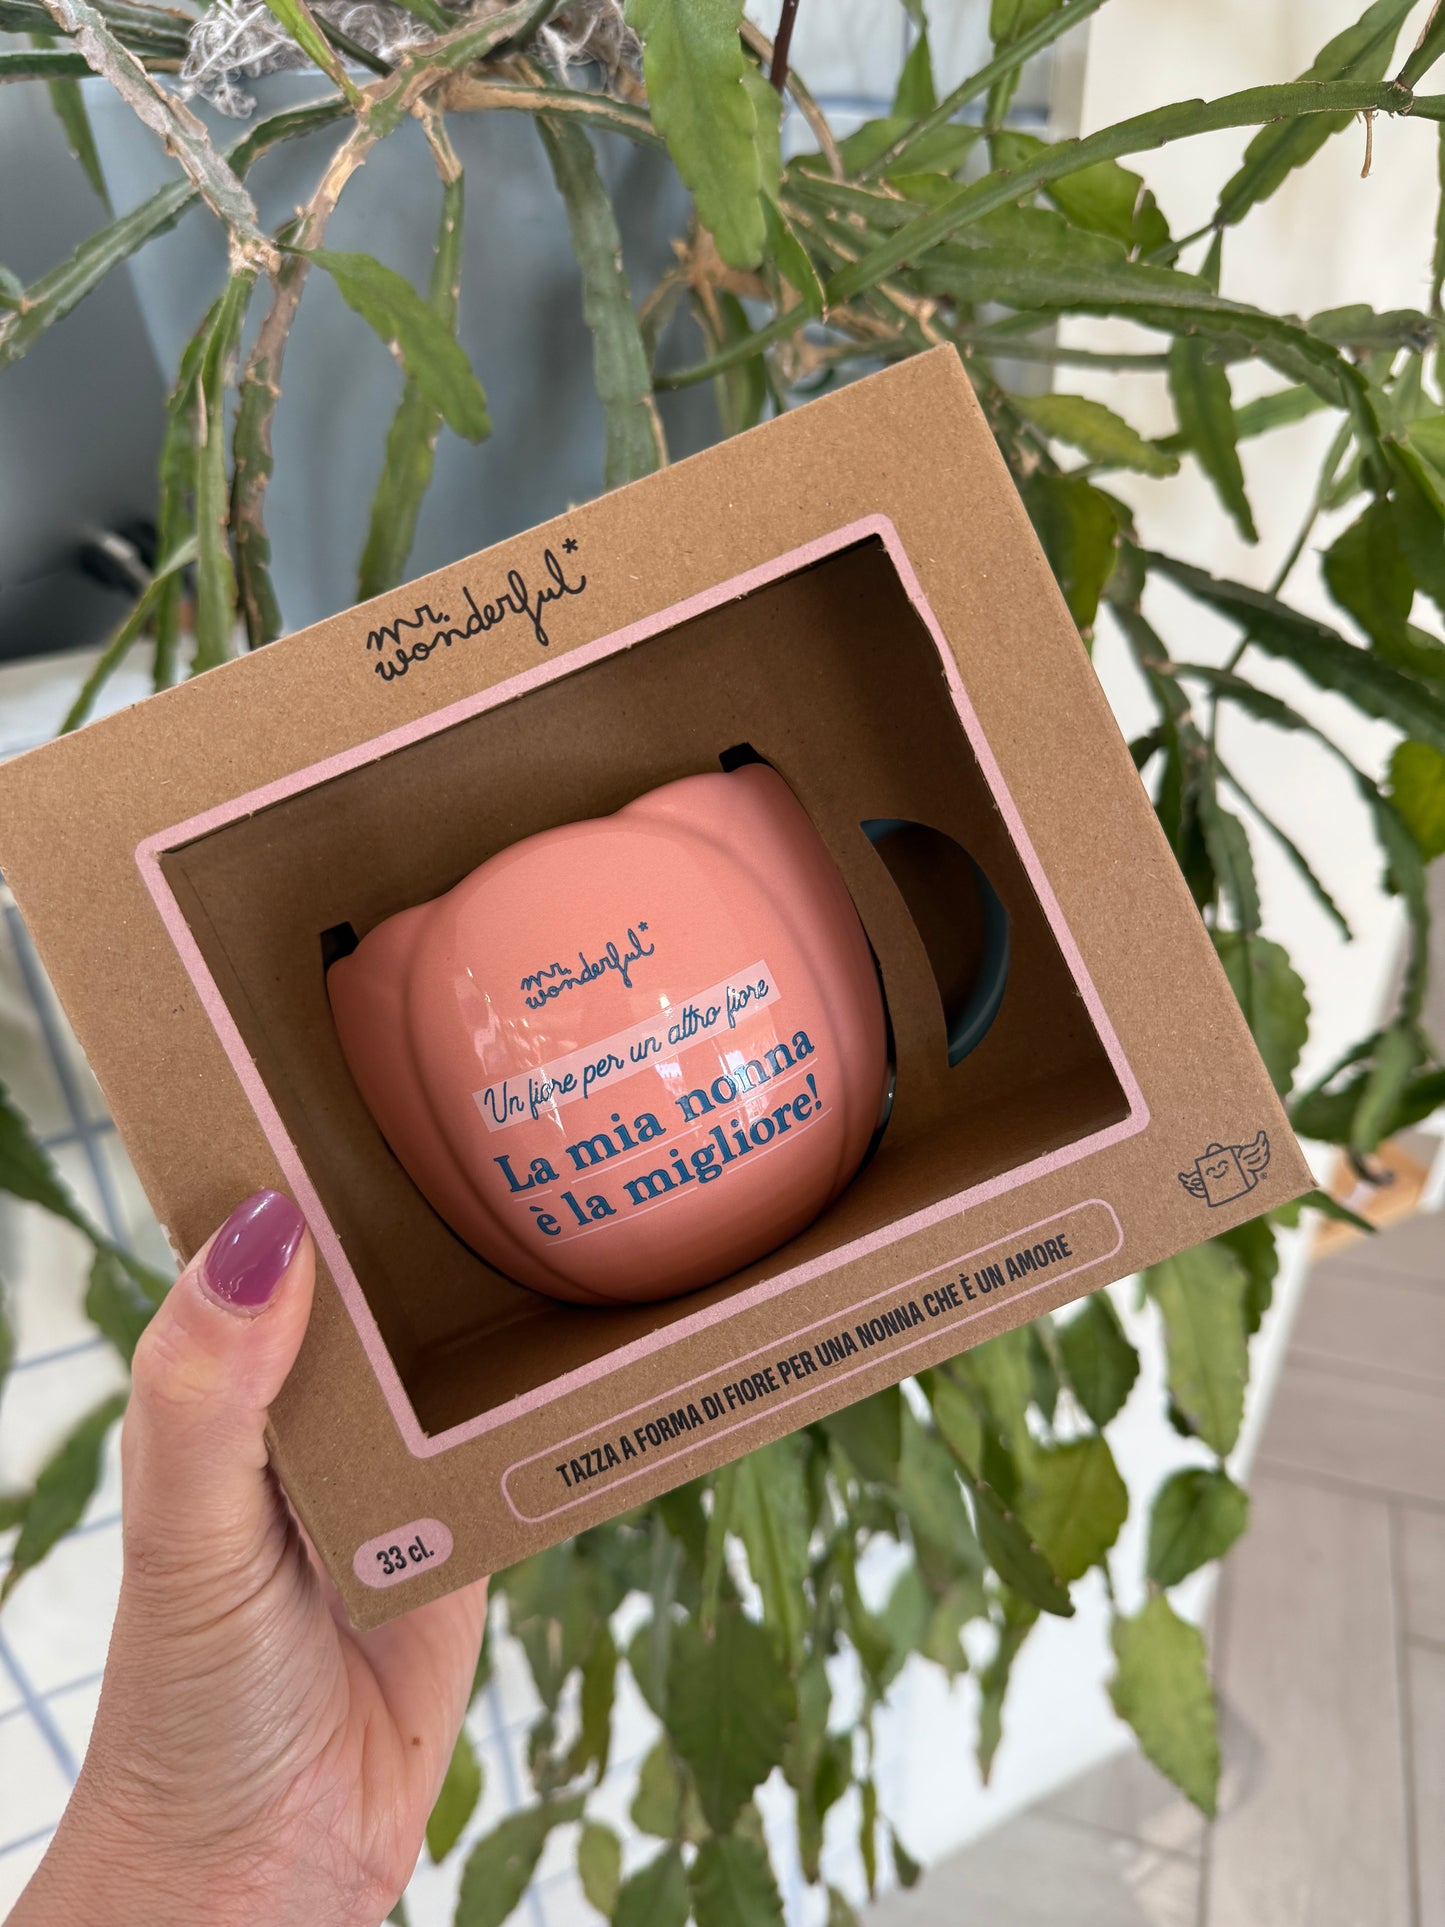 mr.
wonderful*
mr.
wonderful*
Un fiore per un altro fiore
La mia nonna
è la migliore!
TAZZA A FORMA DI FIORE PER UNA NONNA CHE È UN AMORE
33 cl.